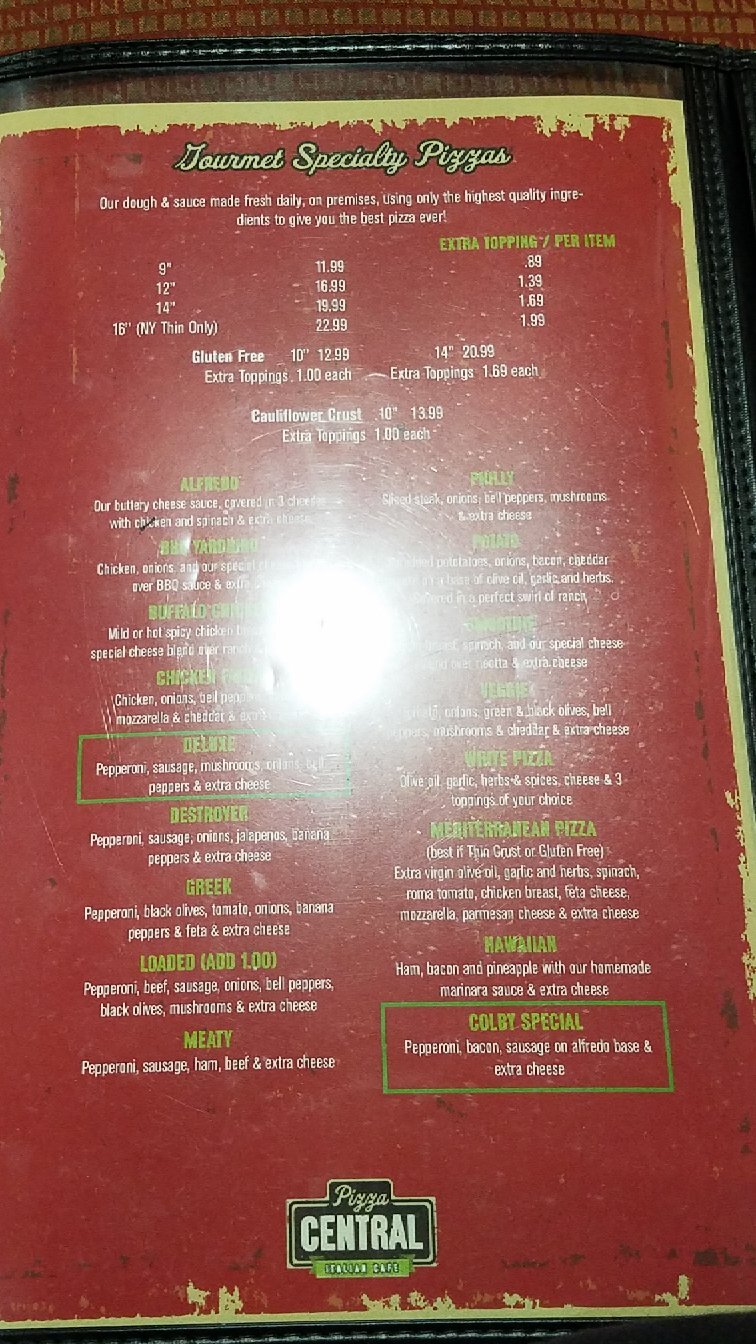 Gourmet Specialty Pizzas
Our dough & sauce made fresh daily, on premises, using only the highest quality ingre-
dients to give you the best pizza ever!
EXTRA TOPPING / PER ITEM
9" 11.99 .89
12" 16.99 1.39
14" 19.99 1.69
16" (NY Thin Only) 22.99 1.99
Gluten Free 10" 12.99 14" 20.99
Extra Toppings 1.00 each Extra Toppings 1.69 each
Cauliflower Crust 10" 13.99
Extra Toppings 1.00 each
ALFREDO
Our buttery cheese sauce, covered in 3 cheeses
with chicken and spinach & extra cheese
Chicken, onions, and our special
over BBQ sauce & extra
BUFFALO
Mild or hot spicy chicken
special cheese blend over ranch
CHICKEN
Chicken, onions, bell
mozzarella & cheddar &
DELUXE
Pepperoni, sausage, mushrooms, onions, bell
peppers & extra cheese
DESTROYER
Pepperoni, sausage, onions, jalapenos, banana
peppers & extra cheese
GREEK
Pepperoni, black olives, tomato, onions, banana
peppers & feta & extra cheese
LOADED (ADD 1.00)
Pepperoni, beef, sausage, onions, bell peppers,
black olives, mushrooms & extra cheese
MEATY
Pepperoni, sausage, ham, beef & extra cheese
PHILLY
Sliced steak, onions, bell peppers, mushrooms
& extra cheese
POTATO
potatatoes, onions, bacon, cheddar
on a base of olive oil, garlic and herbs.
in a perfect swirl of ranch
spinach, and our special cheese
over ricotta & extra cheese
VEGGIE
onions, green & black olives, bell
peppers, mushrooms & cheddar & extra cheese
WHITE PIZZA
Olive oil, garlic, herbs & spices, cheese & 3
toppings of your choice
MEDITERRANEAN PIZZA
(best if Thin Crust or Gluten Free)
Extra virgin olive oil, garlic and herbs, spinach,
roma tomato, chicken breast, feta cheese,
mozzarella, parmesan cheese & extra cheese
HAWAIIAN
Ham, bacon and pineapple with our homemade
marinara sauce & extra cheese
COLBY SPECIAL
Pepperoni, bacon, sausage on alfredo base &
extra cheese
Pizza
CENTRAL
ITALIAN CAFE